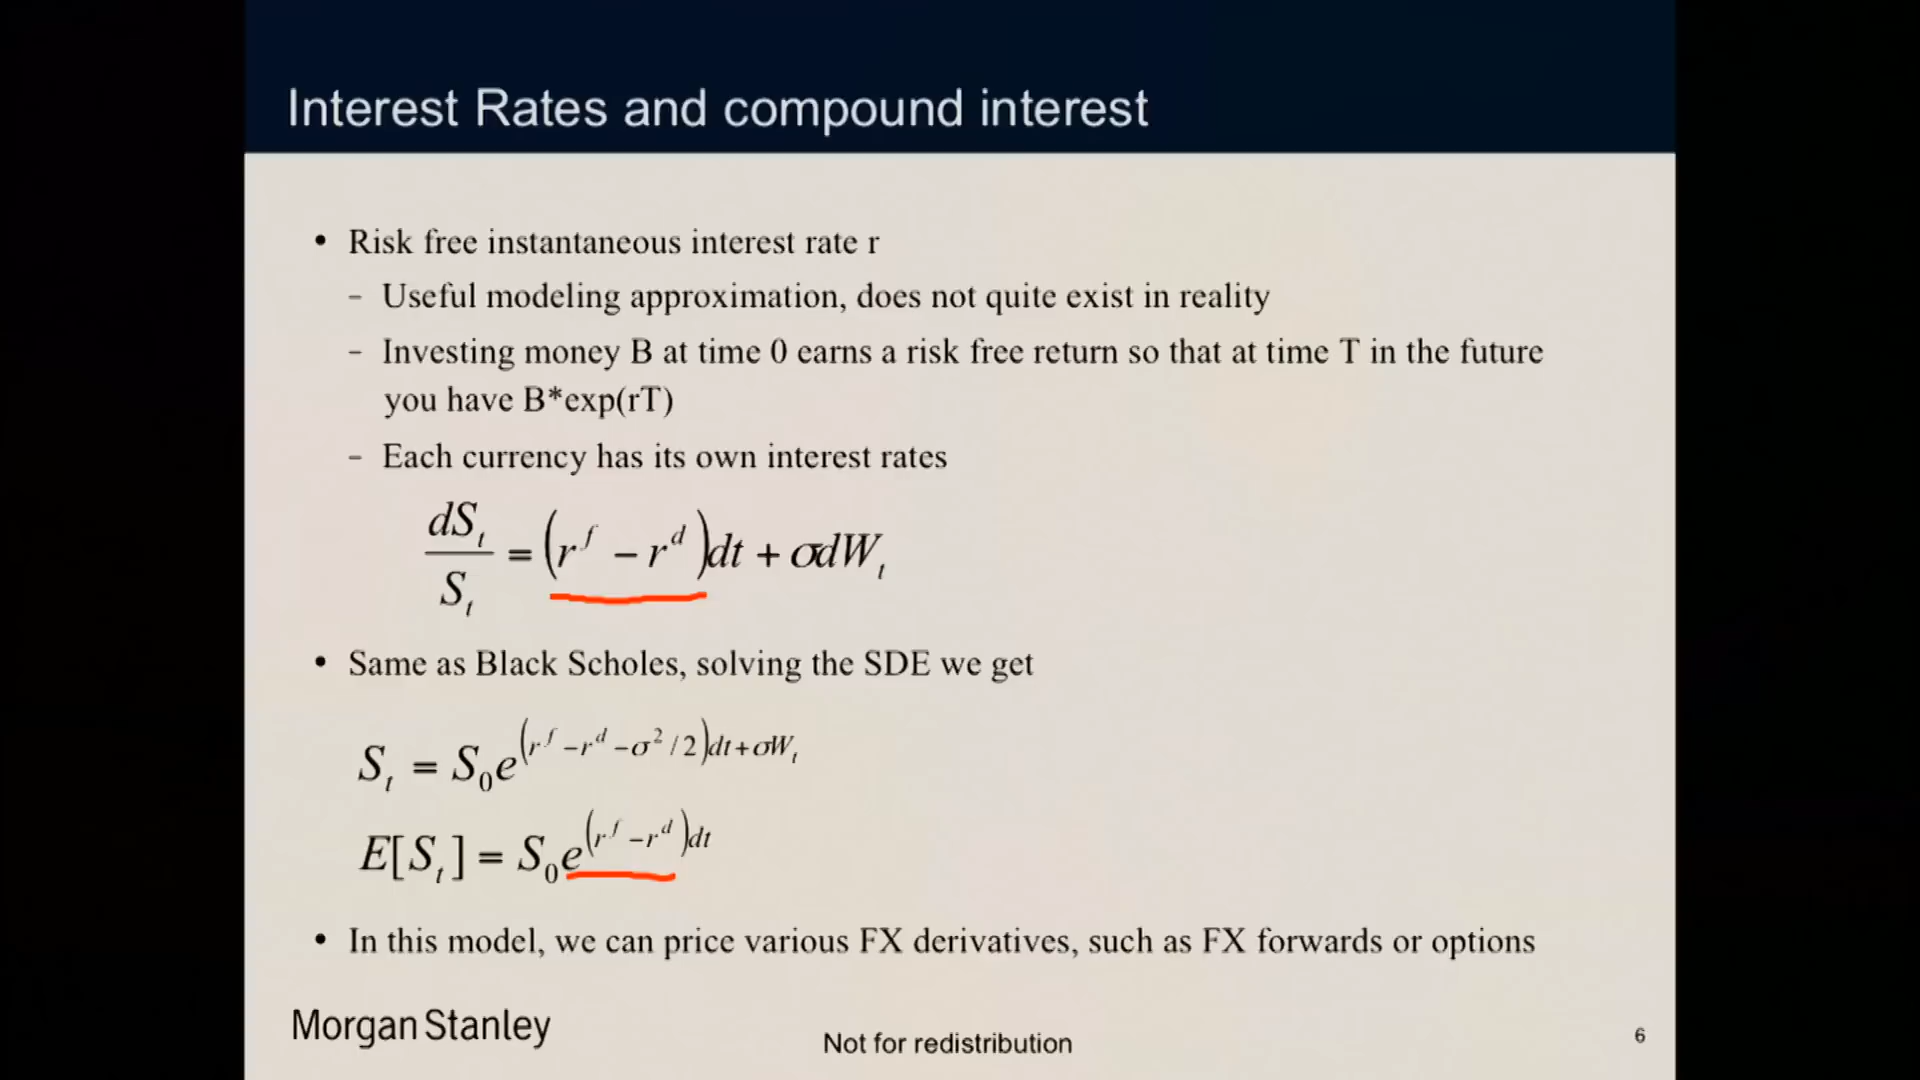 Interest Rates and compound interest
• Risk free instantaneous interest rate r
– Useful modeling approximation, does not quite exist in reality
– Investing money B at time 0 earns a risk free return so that at time T in the future
you have B*exp(rT)
– Each currency has its own interest rates
dS_t / S_t = (r^f − r^d)dt + σdW_t
• Same as Black Scholes, solving the SDE we get
S_t = S_0 e^{(r^f − r^d − σ^2/2)dt + σW_t}
E[S_t] = S_0 e^{(r^f − r^d)dt}
• In this model, we can price various FX derivatives, such as FX forwards or options
Morgan Stanley
Not for redistribution
6